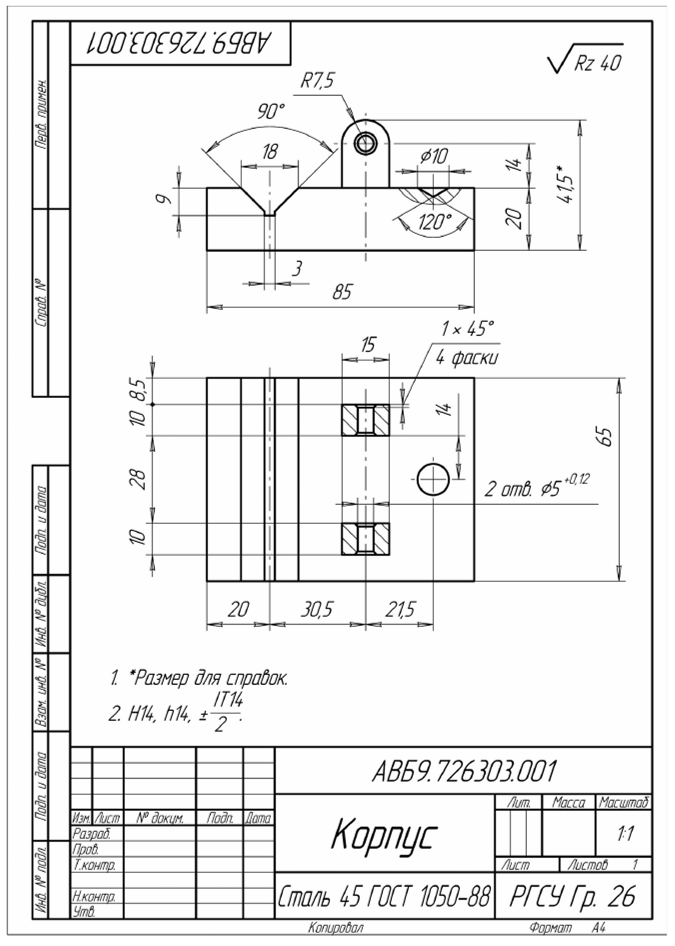 АВБ9.726303.001
Rz 40
Перв. примен.
Справ. №
Подп. и дата
Инв. № дубл.
Взам. инв. №
Подп. и дата
Инв. № подл.
R7,5
90°
18
9
⌀10
14
41,5*
20
120°
3
85
1 × 45°
4 фаски
15
8,5
10
28
10
14
65
2 отв. ⌀5+0,12
20
30,5
21,5
1. *Размер для справок.
2. H14, h14, ± IT14/2.
АВБ9.726303.001
Изм. Лист № докум. Подп. Дата
Разраб.
Пров.
Т.контр.
Н.контр.
Утв.
Корпус
Лит. Масса Масштаб
1:1
Лист Листов 1
Сталь 45 ГОСТ 1050-88
РГСУ Гр. 26
Копировал Формат А4